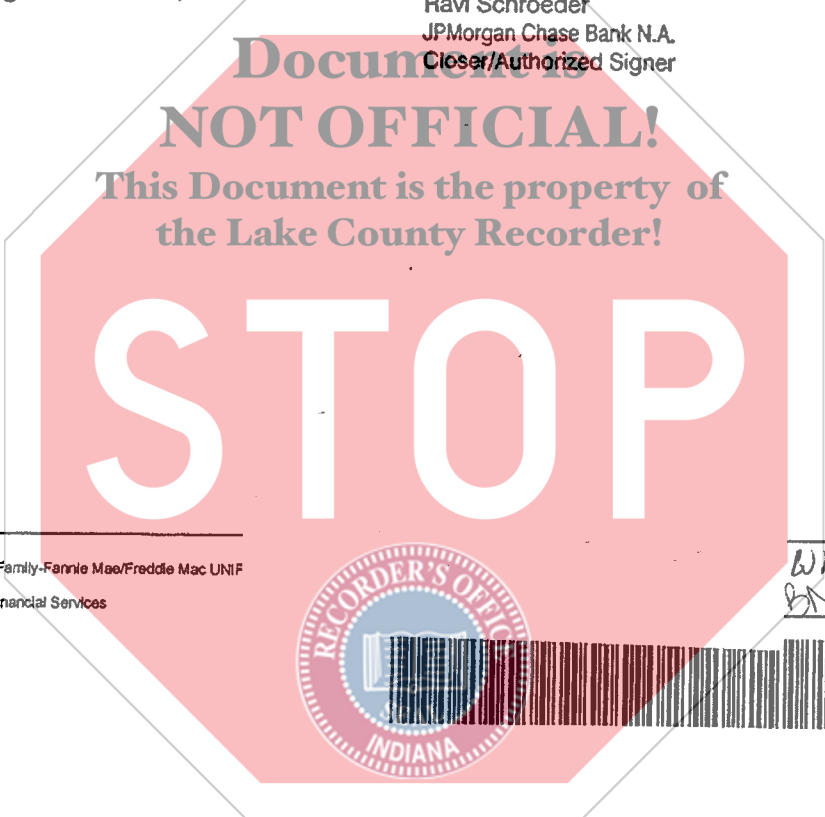 Ravi Schroeder
JPMorgan Chase Bank N.A.
Closer/Authorized Signer
Document is
NOT OFFICIAL!
This Document is the property of
the Lake County Recorder!
STOP
Family-Fannie Mae/Freddie Mac UNIF
nancial Services
RECORDER'S OFFICE
INDIANA